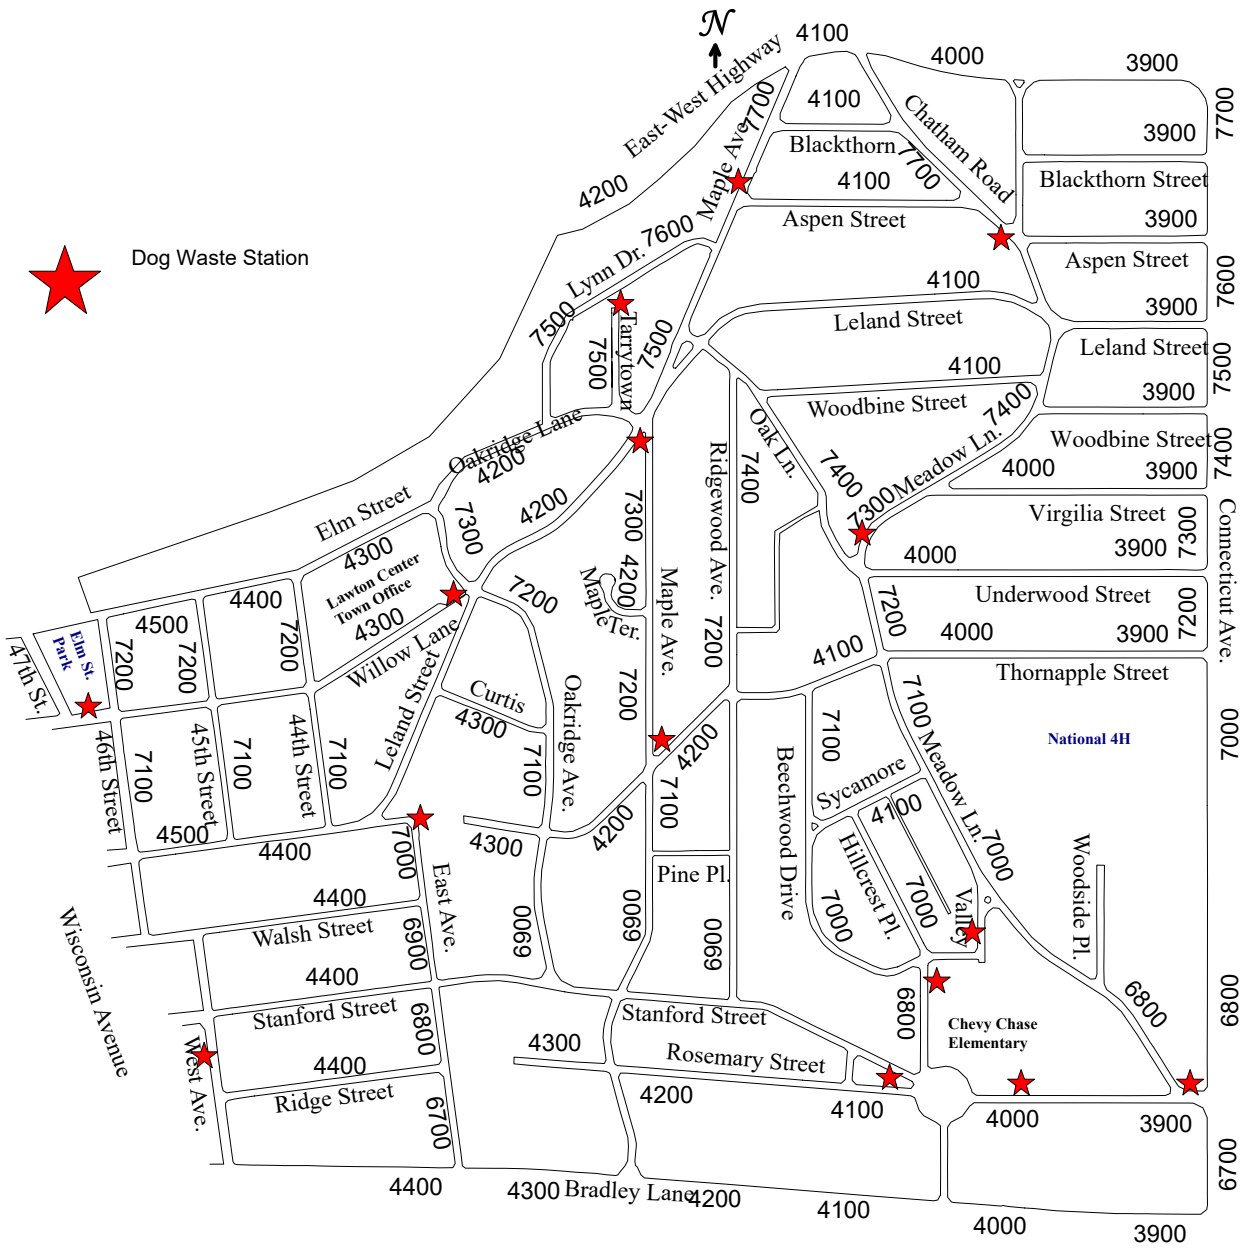 N
4100
4000
3900
East-West Highway
7700
4100
Chatham Road
7700
3900
Maple Ave.
Blackthorn
7700
4100
Blackthorn Street
4200
3900
Aspen Street
7600
Dog Waste Station
Lynn Dr.
Aspen Street
4100
7600
3900
7500
Tarrytown
7500
7500
Leland Street
Leland Street
7500
4100
3900
Woodbine Street
7400
Oakridge Lane
4200
Oak Ln.
Woodbine Street
7400
Meadow Ln.
4000
3900
Ridgewood Ave.
7400
7400
Elm Street
4200
7300
7300
7300
Virgilia Street
7300
Connecticut Ave.
4300
4000
3900
Lawton Center
Town Office
4200
Maple Ter.
7200
Maple Ave.
4400
4300
7200
Underwood Street
7200
4500
4000
3900
Elm St.
Park
47th St.
7200
7200
7200
Willow Lane
7200
4100
Thornapple Street
Leland Street
Curtis
4300
Oakridge Ave.
7200
7100
Meadow Ln.
7000
46th Street
7100
45th Street
7100
44th Street
7100
7100
4200
7100
Beechwood Drive
National 4H
Sycamore
7100
4100
4500
4400
7000
4300
4200
Hillcrest Pl.
7000
Woodside Pl.
East Ave.
Pine Pl.
4400
7000
7000
Valley
Wisconsin Avenue
Walsh Street
6900
6900
6900
6900
4400
6800
6800
6800
Stanford Street
6800
Stanford Street
Chevy Chase
Elementary
West Ave.
4400
4300
Rosemary Street
Ridge Street
6700
4200
4100
4000
3900
6700
4400
4300
Bradley Lane
4200
4100
4000
3900